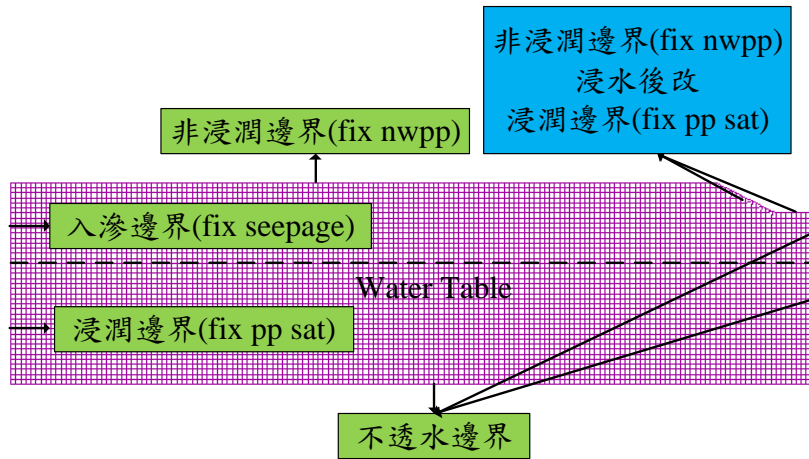 非浸潤邊界(fix nwpp)
浸水後改
浸潤邊界(fix pp sat)
非浸潤邊界(fix nwpp)
入滲邊界(fix seepage)
Water Table
浸潤邊界(fix pp sat)
不透水邊界